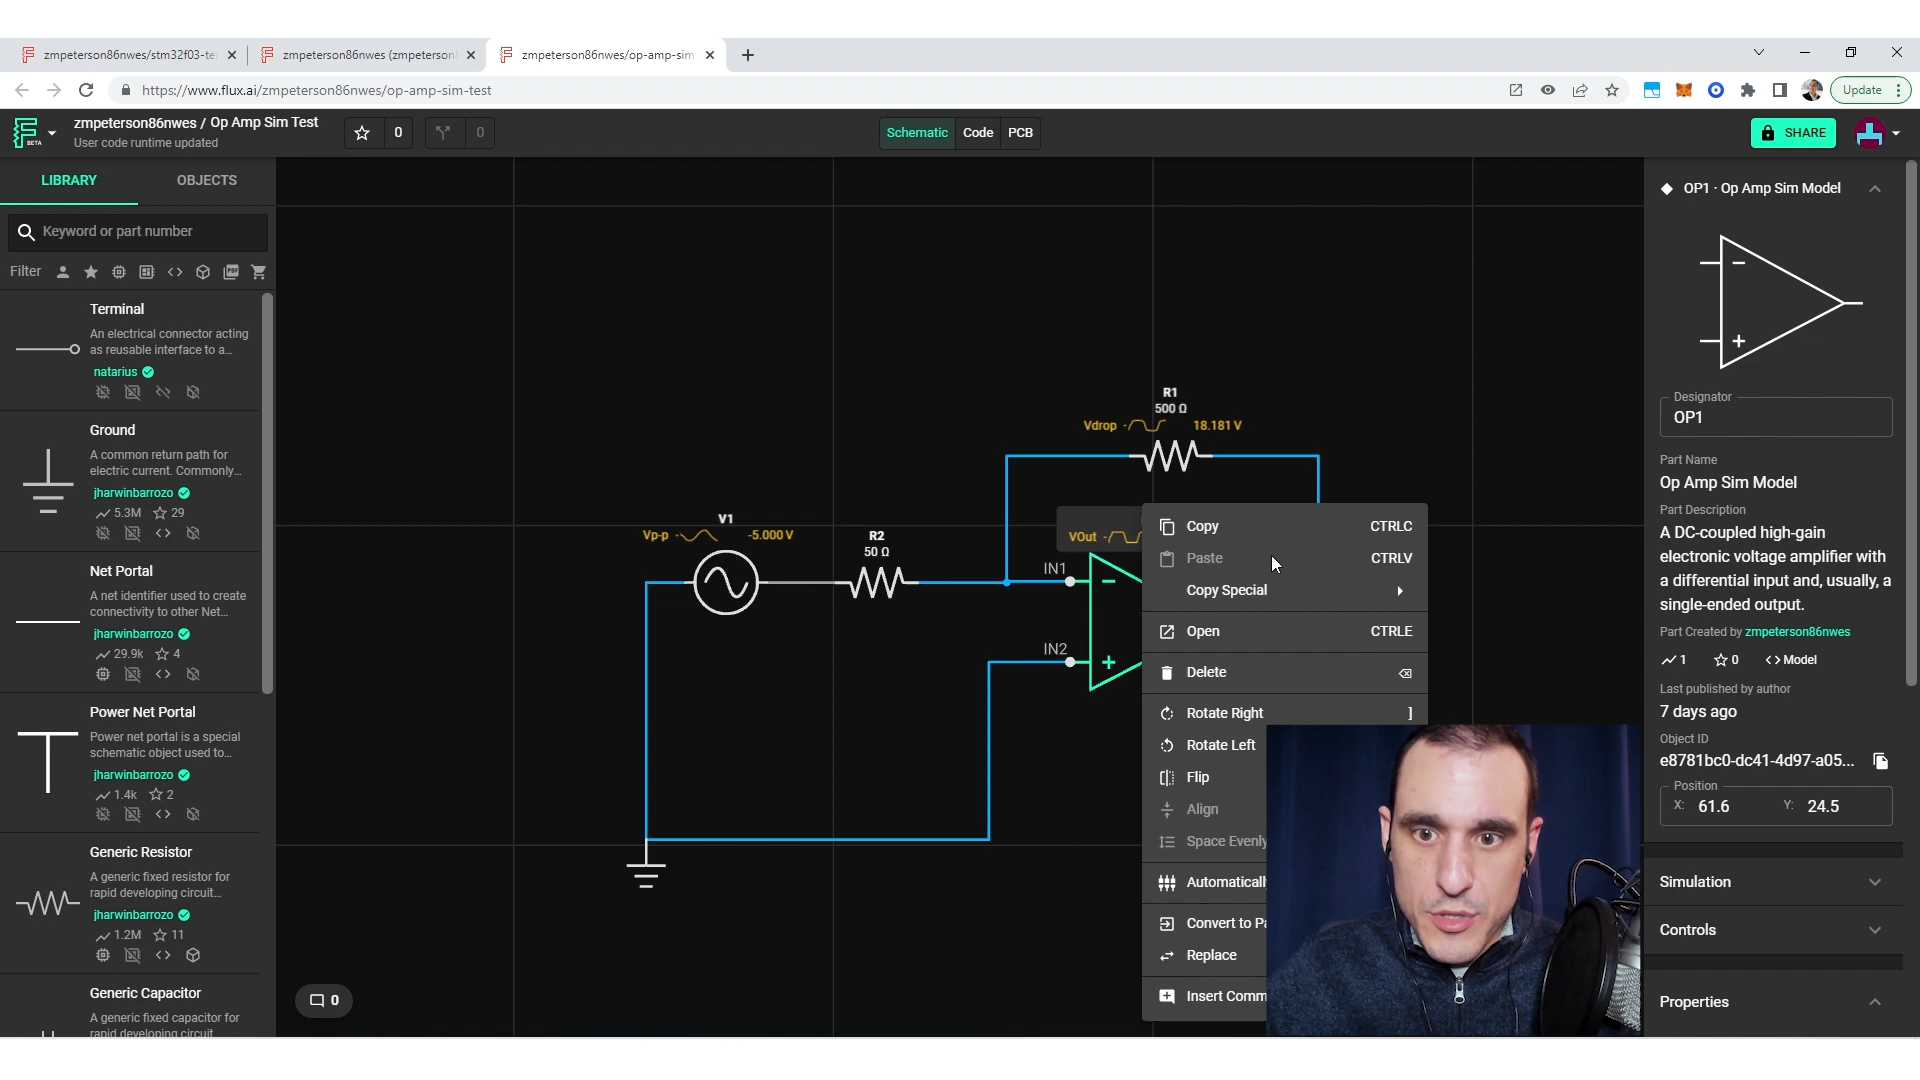 zmpeterson86nwes/stm32f03-te
zmpeterson86nwes (zmpeterson
zmpeterson86nwes/op-amp-sim
https://www.flux.ai/zmpeterson86nwes/op-amp-sim-test
Update
BETA
zmpeterson86nwes / Op Amp Sim Test
User code runtime updated
0
0
Schematic
Code
PCB
SHARE
LIBRARY
OBJECTS
Keyword or part number
Filter
PDF
Terminal
An electrical connector acting
as reusable interface to a...
natarius
Ground
A common return path for
electric current. Commonly...
jharwinbarrozo
5.3M
29
Net Portal
A net identifier used to create
connectivity to other Net...
jharwinbarrozo
29.9k
4
Power Net Portal
Power net portal is a special
schematic object used to...
jharwinbarrozo
1.4k
2
Generic Resistor
A generic fixed resistor for
rapid developing circuit...
jharwinbarrozo
1.2M
11
Generic Capacitor
A generic fixed capacitor for
rapid developing circuit
V1
Vp-p
-5.000 V
R2
50 Ω
R1
500 Ω
Vdrop
18.181 V
VOut
IN1
IN2
0
Copy CTRLC
Paste CTRLV
Copy Special
Open CTRLE
Delete
Rotate Right ]
Rotate Left
Flip
Align
Space Evenly
Automaticall
Convert to Pa
Replace
Insert Comm
OP1 · Op Amp Sim Model
Designator
OP1
Part Name
Op Amp Sim Model
Part Description
A DC-coupled high-gain
electronic voltage amplifier with
a differential input and, usually, a
single-ended output.
Part Created by zmpeterson86nwes
1
0
<> Model
Last published by author
7 days ago
Object ID
e8781bc0-dc41-4d97-a05...
Position
X: 61.6
Y: 24.5
Simulation
Controls
Properties